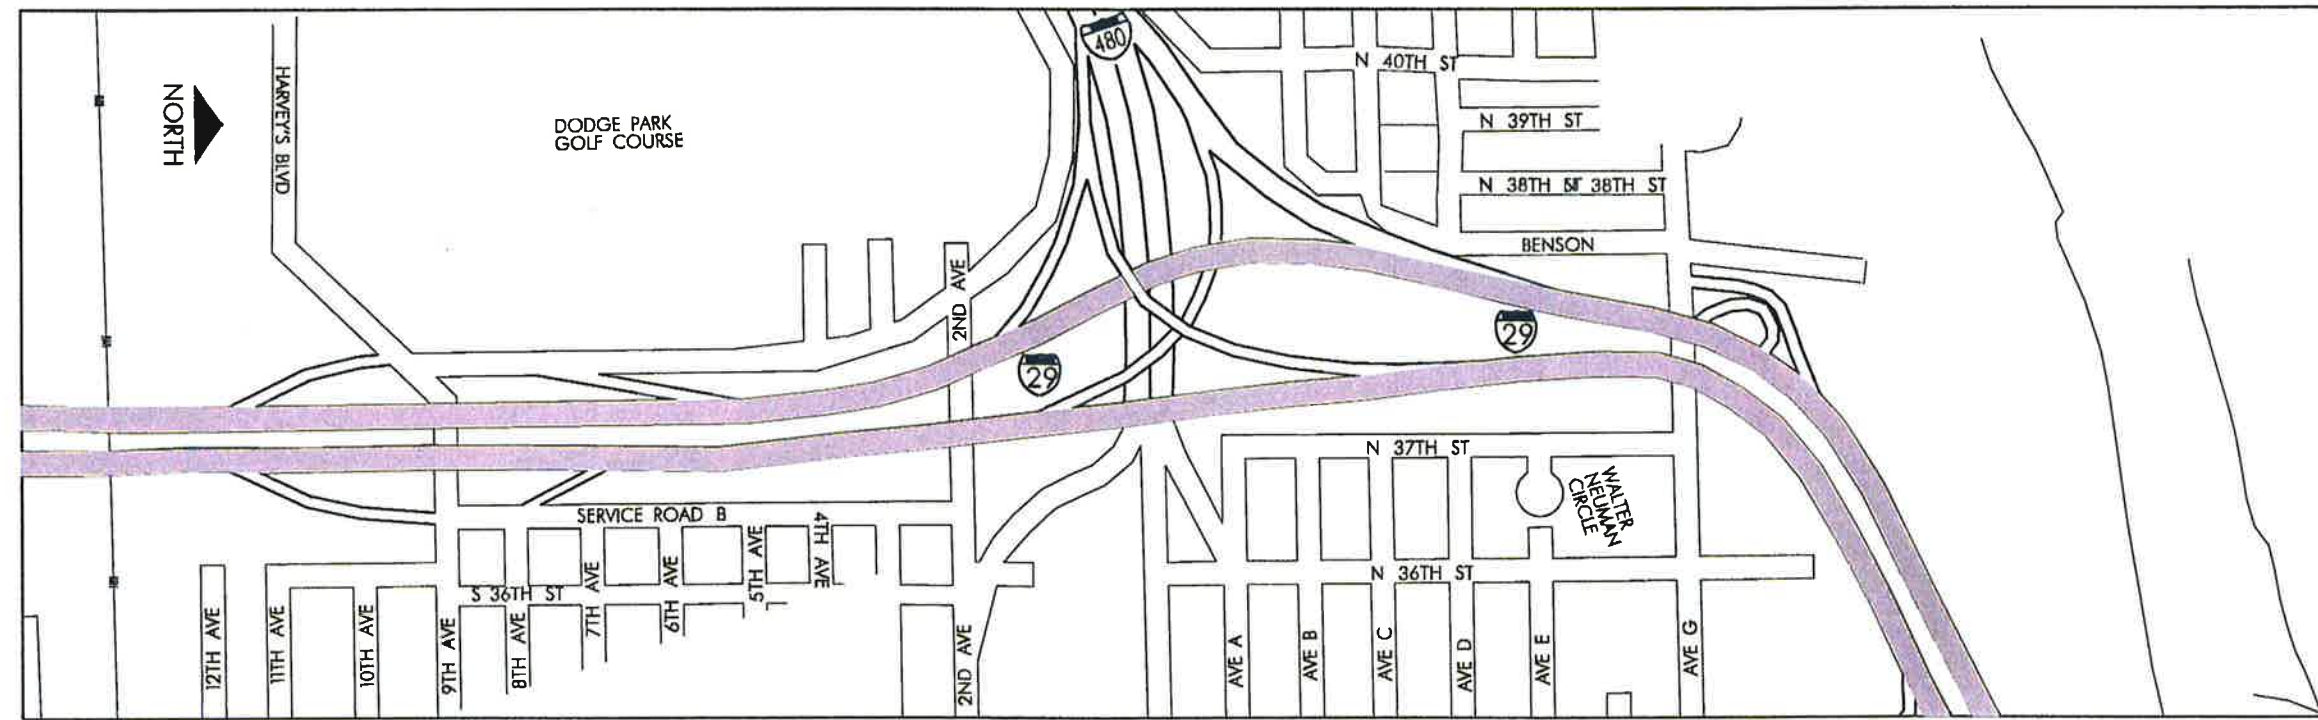 480
N 40TH ST
HARVEY'S BLVD
NORTH
DODGE PARK
GOLF COURSE
N 39TH ST
N 38TH ST
38TH ST
BENSON
2ND AVE
29
29
N 37TH ST
WALTER
NEUMAN
CIRCLE
SERVICE ROAD B
4TH AVE
5TH AVE
6TH AVE
7TH AVE
S 36TH ST
N 36TH ST
12TH AVE
11TH AVE
10TH AVE
9TH AVE
8TH AVE
2ND AVE
AVE A
AVE B
AVE C
AVE D
AVE E
AVE G